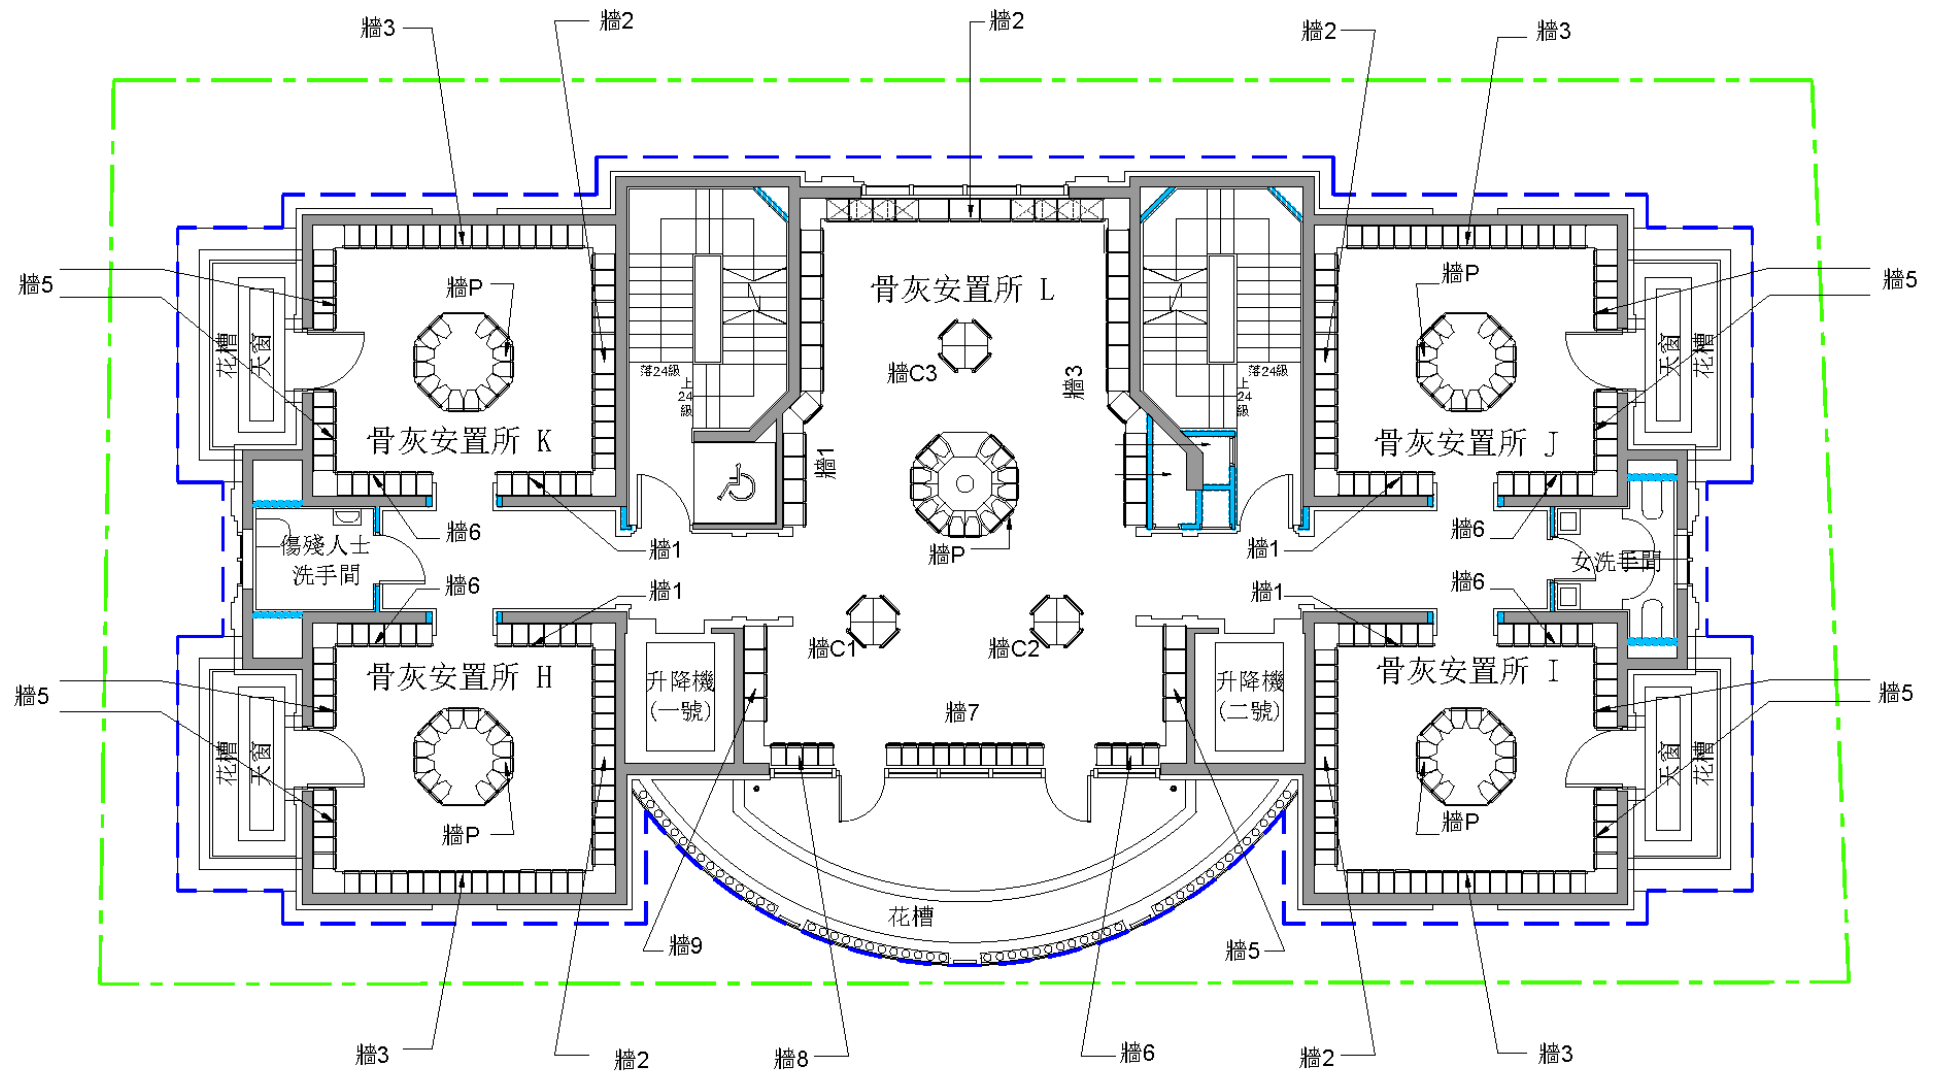 牆3
牆2
牆2
牆2
牆3
牆5
牆P
骨灰安置所 L
牆P
牆5
花槽
天窗
落24級
上
24
級
牆C3
牆3
上
24
級
落24級
天窗
花槽
骨灰安置所 K
牆1
骨灰安置所 J
牆6
牆1
牆P
牆1
牆6
傷殘人士
洗手間
女洗手間
牆6
牆1
牆1
牆6
骨灰安置所 H
牆C1
牆C2
骨灰安置所 I
牆5
升降機
(一號)
牆7
升降機
(二號)
牆5
花槽
天窗
天窗
花槽
牆P
牆P
牆9
花槽
牆5
牆3
牆2
牆8
牆6
牆2
牆3